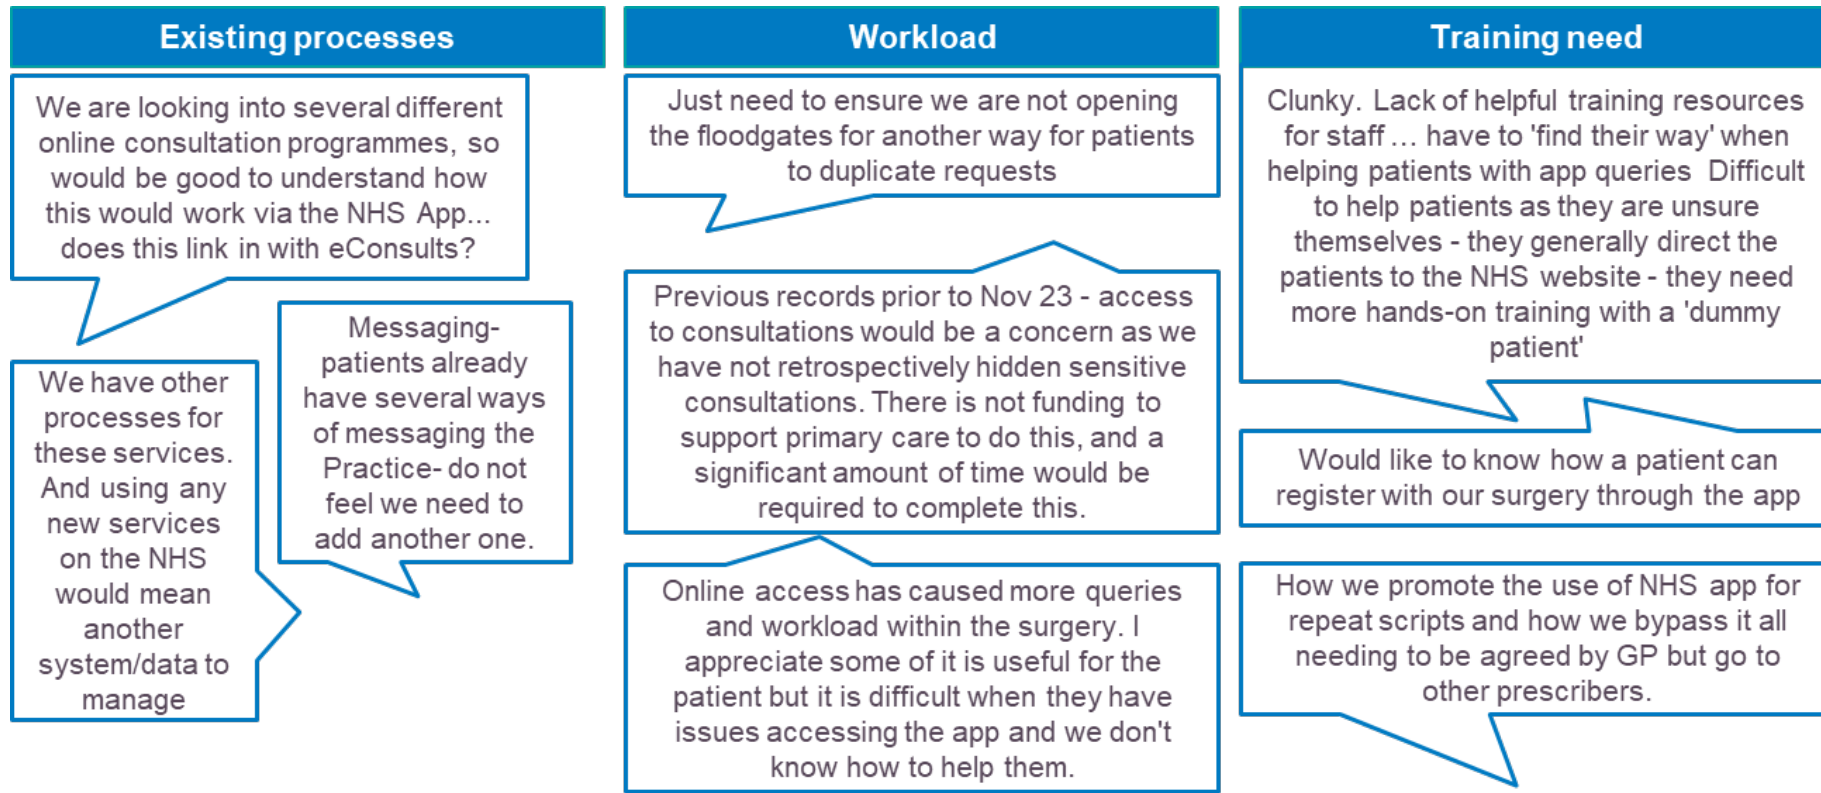 Existing processes
We are looking into several different
online consultation programmes, so
would be good to understand how
this would work via the NHS App...
does this link in with eConsults?
Messaging-
patients already
have several ways
of messaging the
Practice- do not
feel we need to
add another one.
We have other
processes for
these services.
And using any
new services
on the NHS
would mean
another
system/data to
manage
Workload
Just need to ensure we are not opening
the floodgates for another way for patients
to duplicate requests
Previous records prior to Nov 23 - access
to consultations would be a concern as we
have not retrospectively hidden sensitive
consultations. There is not funding to
support primary care to do this, and a
significant amount of time would be
required to complete this.
Online access has caused more queries
and workload within the surgery. I
appreciate some of it is useful for the
patient but it is difficult when they have
issues accessing the app and we don't
know how to help them.
Training need
Clunky. Lack of helpful training resources
for staff ... have to 'find their way' when
helping patients with app queries  Difficult
to help patients as they are unsure
themselves - they generally direct the
patients to the NHS website - they need
more hands-on training with a 'dummy
patient'
Would like to know how a patient can
register with our surgery through the app
How we promote the use of NHS app for
repeat scripts and how we bypass it all
needing to be agreed by GP but go to
other prescribers.